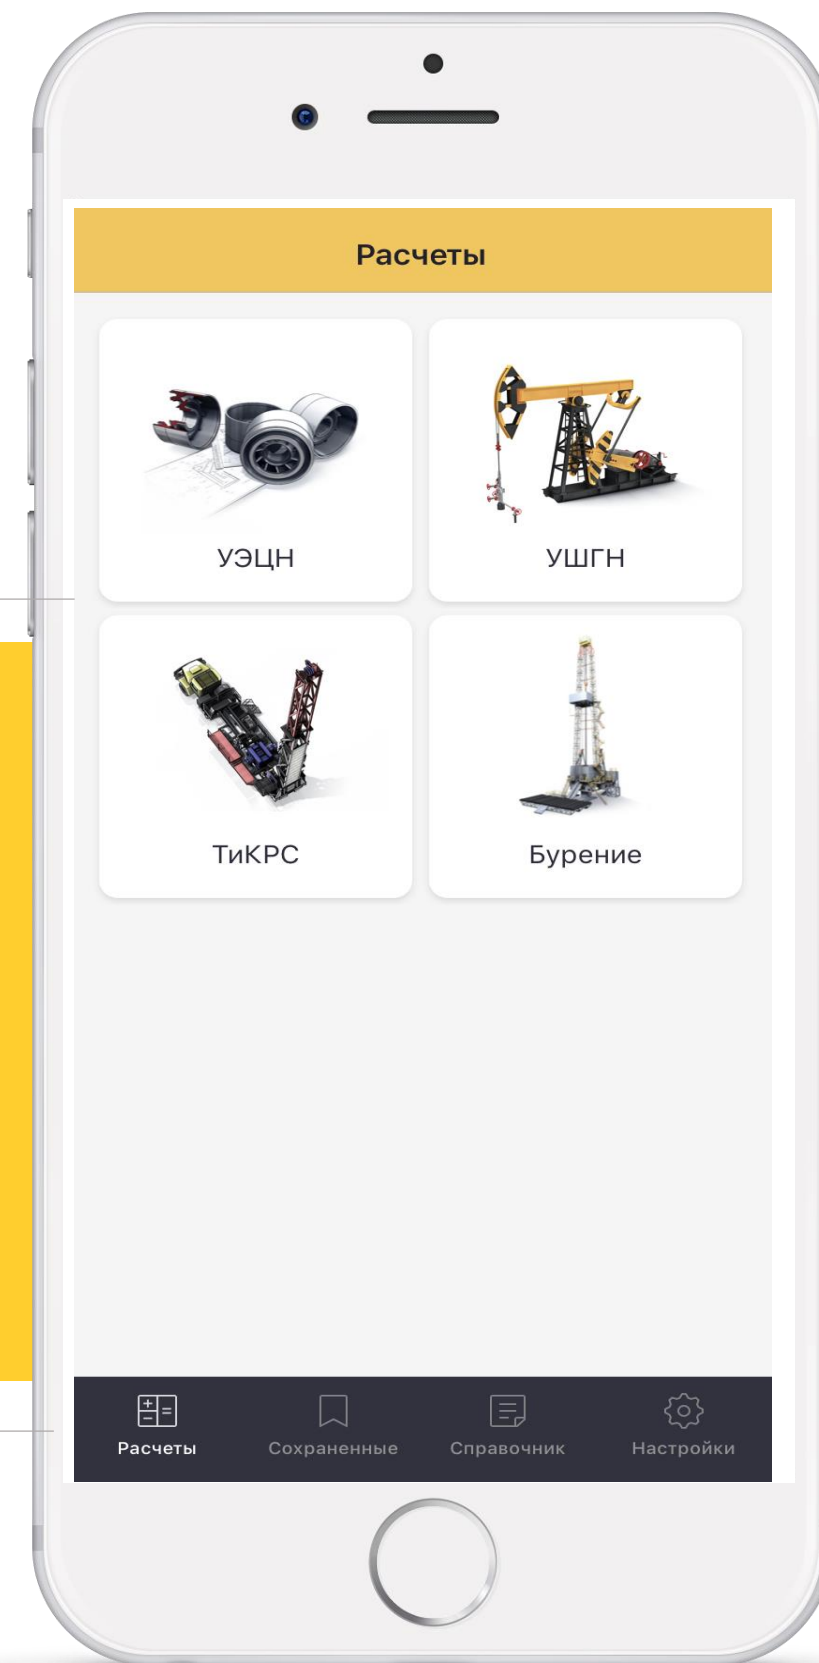 Расчеты
УЭЦН
УШГН
ТиКРС
Бурение
Расчеты
Сохраненные
Справочник
Настройки